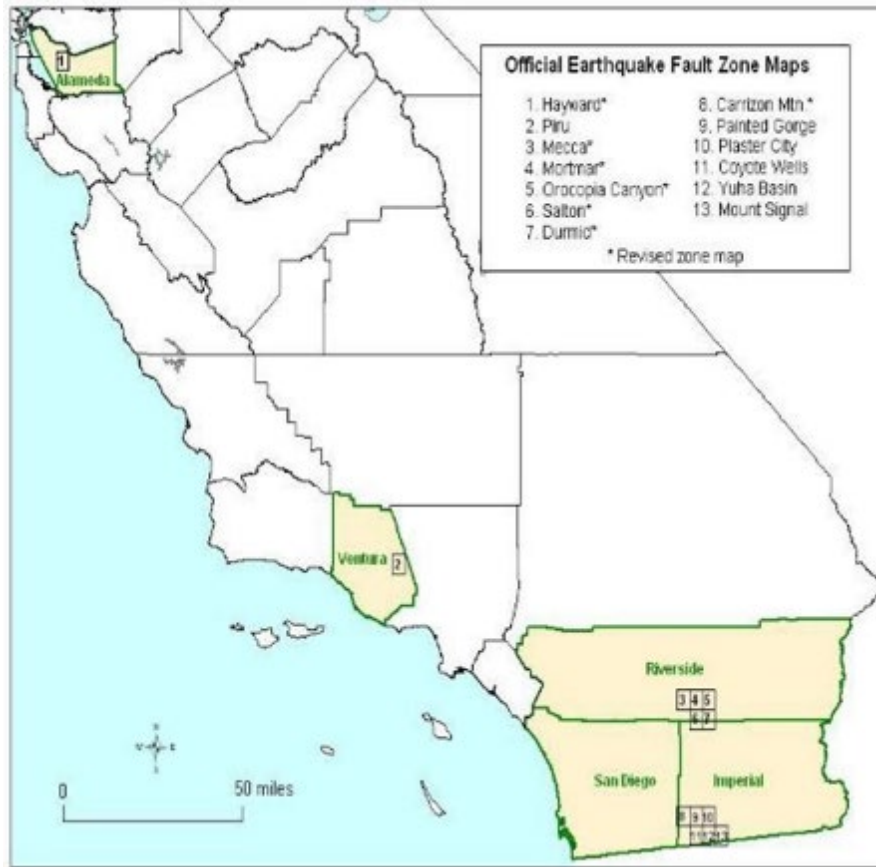 Official Earthquake Fault Zone Maps
1. Hayward*
2. Piru
3. Mecca*
4. Mortmar*
5. Orocopia Canyon*
6. Salton*
7. Durmid*
8. Carrizon Mtn.*
9. Painted Gorge
10. Plaster City
11. Coyote Wells
12. Yuha Basin
13. Mount Signal
* Revised zone map
1
Alameda
Ventura
2
Riverside
3 4 5
6 7
San Diego
Imperial
8 9 10
11 12 13
0
50 miles